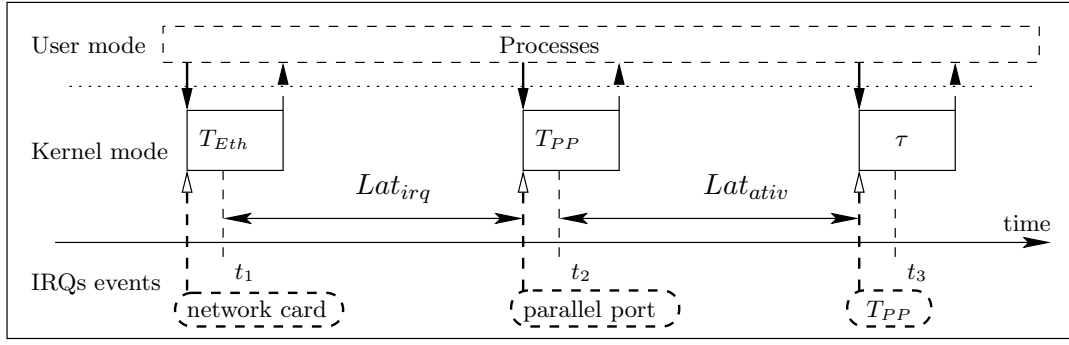 User mode
Processes
Kernel mode
T_Eth
T_PP
τ
Lat_irq
Lat_ativ
time
IRQs events
t_1
t_2
t_3
network card
parallel port
T_PP